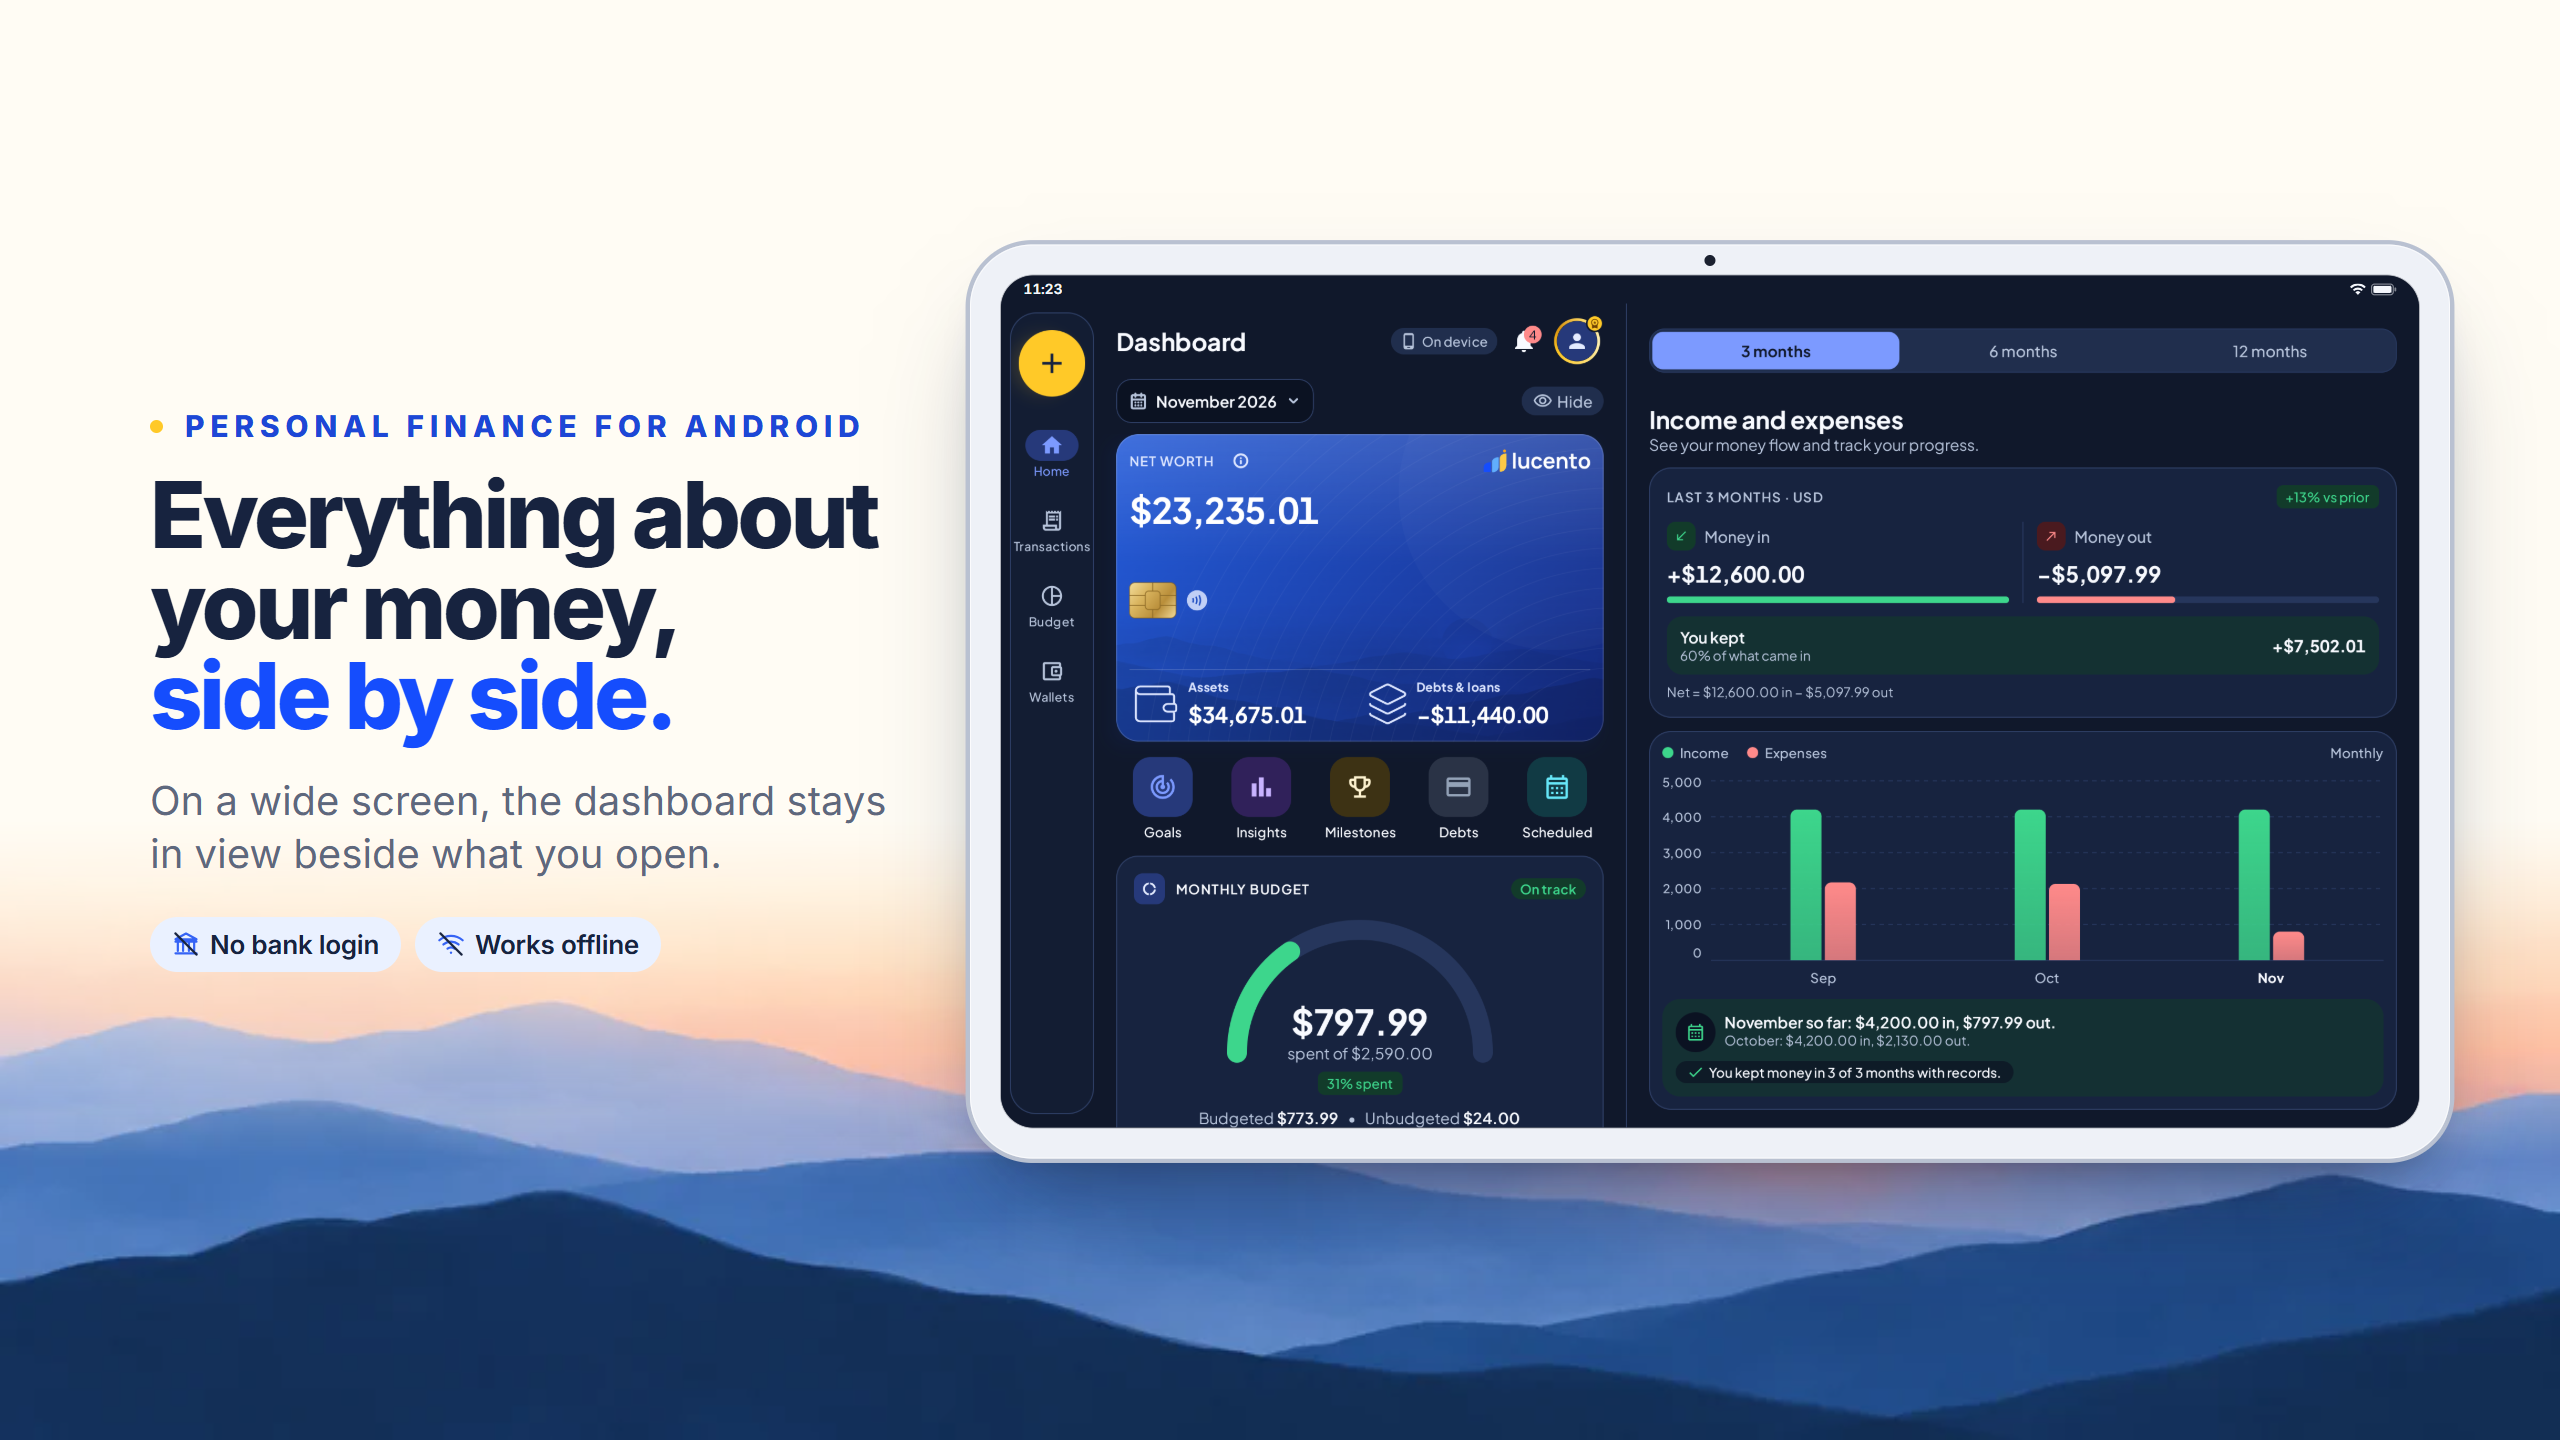 PERSONAL FINANCE FOR ANDROID
Everything about
your money,
side by side.
On a wide screen, the dashboard stays
in view beside what you open.
No bank login
Works offline
11:23
Home
Transactions
Budget
Wallets
Dashboard
On device
4
November 2026
Hide
NET WORTH
lucento
$23,235.01
Assets
$34,675.01
Debts & loans
-$11,440.00
Goals
Insights
Milestones
Debts
Scheduled
MONTHLY BUDGET
On track
$797.99
spent of $2,590.00
31% spent
Budgeted $773.99 • Unbudgeted $24.00
3 months
6 months
12 months
Income and expenses
See your money flow and track your progress.
LAST 3 MONTHS · USD
+13% vs prior
Money in
+$12,600.00
Money out
-$5,097.99
You kept
60% of what came in
+$7,502.01
Net = $12,600.00 in – $5,097.99 out
Income
Expenses
Monthly
5,000
4,000
3,000
2,000
1,000
0
Sep
Oct
Nov
November so far: $4,200.00 in, $797.99 out.
October: $4,200.00 in, $2,130.00 out.
You kept money in 3 of 3 months with records.